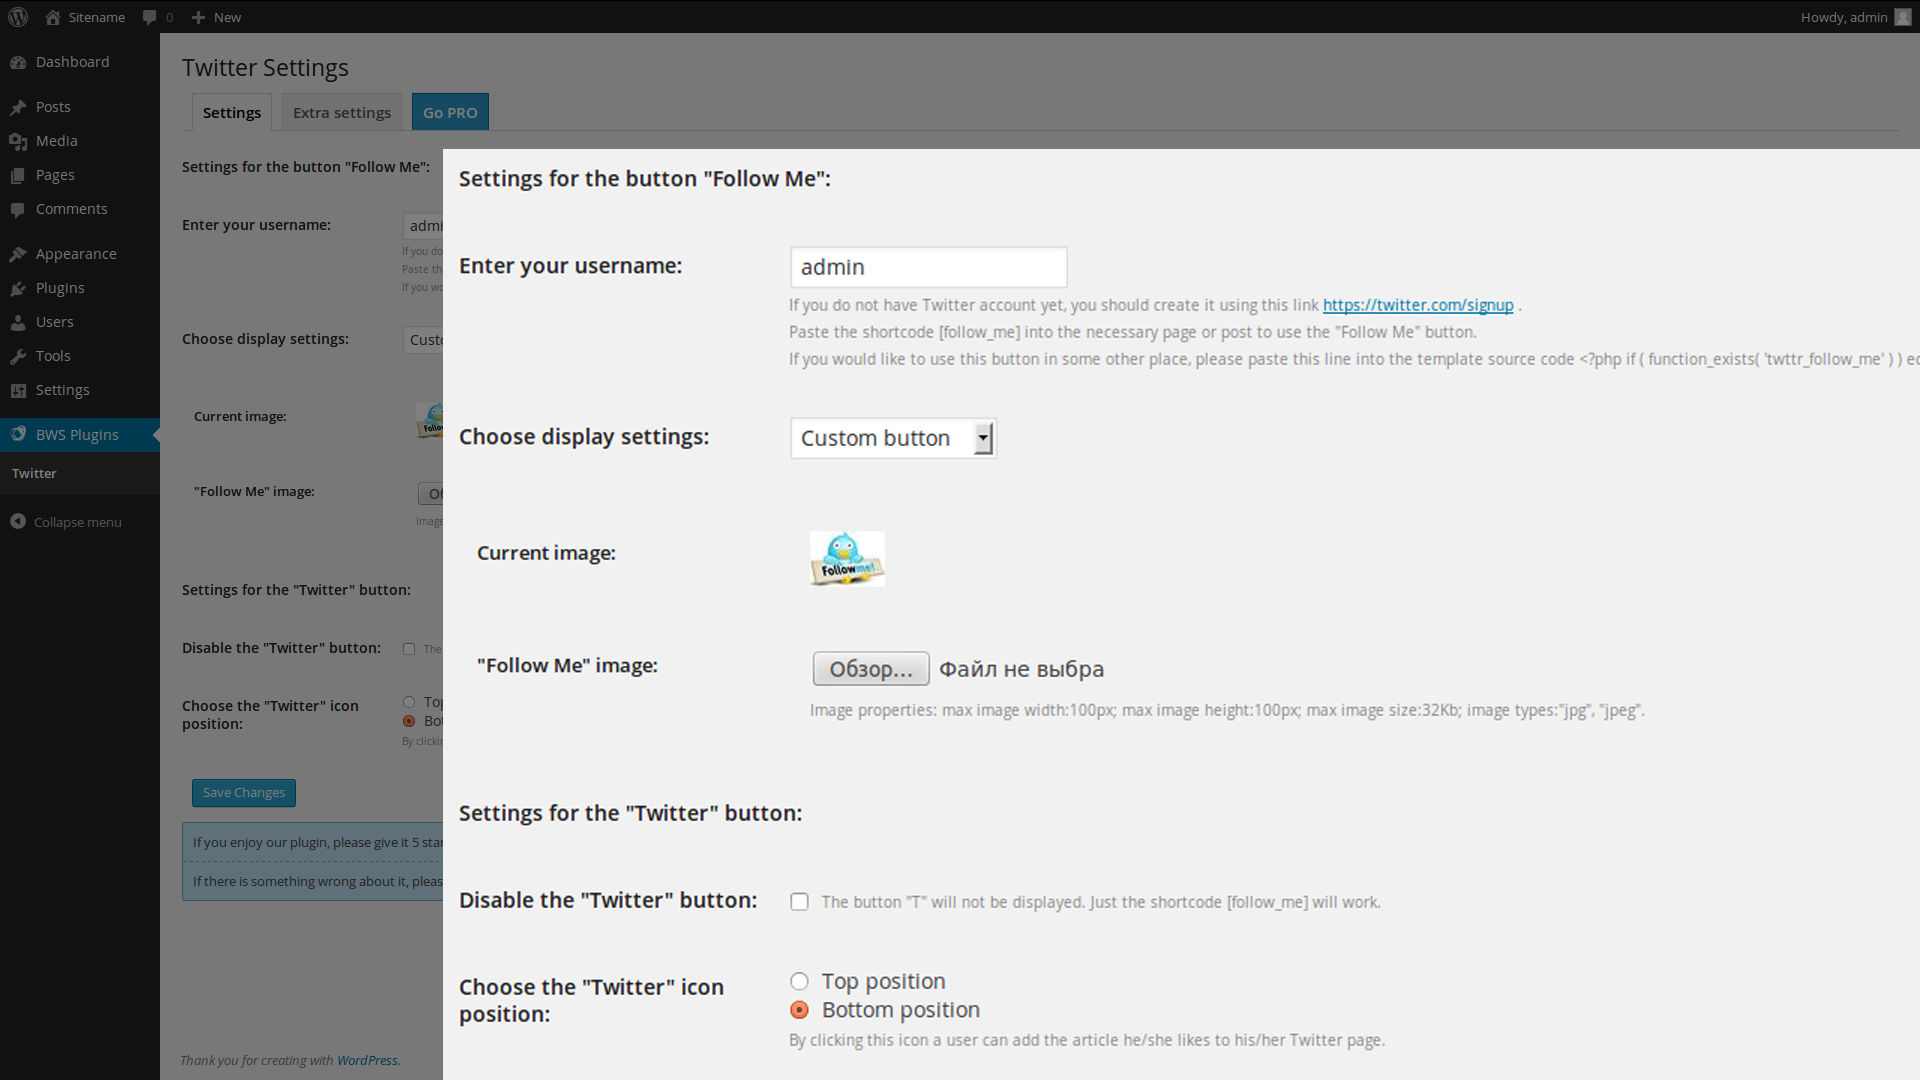 Sitename
0
New
Howdy, admin
Dashboard
Posts
Media
Pages
Comments
Appearance
Plugins
Users
Tools
Settings
BWS Plugins
Twitter
Collapse menu
Twitter Settings
Settings
Extra settings
Go PRO
Settings for the button "Follow Me":
Enter your username:
admi
If you do
Paste th
If you wo
Choose display settings:
Custo
Current image:
Follo
"Follow Me" image:
Об
Image
Settings for the "Twitter" button:
Disable the "Twitter" button:
The
Choose the "Twitter" icon
position:
Top
Bot
By clickin
Save Changes
If you enjoy our plugin, please give it 5 star
If there is something wrong about it, pleas
Thank you for creating with WordPress.
Settings for the button "Follow Me":
Enter your username:
admin
If you do not have Twitter account yet, you should create it using this link https://twitter.com/signup .
Paste the shortcode [follow_me] into the necessary page or post to use the "Follow Me" button.
If you would like to use this button in some other place, please paste this line into the template source code <?php if ( function_exists( 'twttr_follow_me' ) ) ec
Choose display settings:
Custom button
Current image:
Follow me!
"Follow Me" image:
Обзор... Файл не выбра
Image properties: max image width:100px; max image height:100px; max image size:32Kb; image types:"jpg", "jpeg".
Settings for the "Twitter" button:
Disable the "Twitter" button:
The button "T" will not be displayed. Just the shortcode [follow_me] will work.
Choose the "Twitter" icon
position:
Top position
Bottom position
By clicking this icon a user can add the article he/she likes to his/her Twitter page.